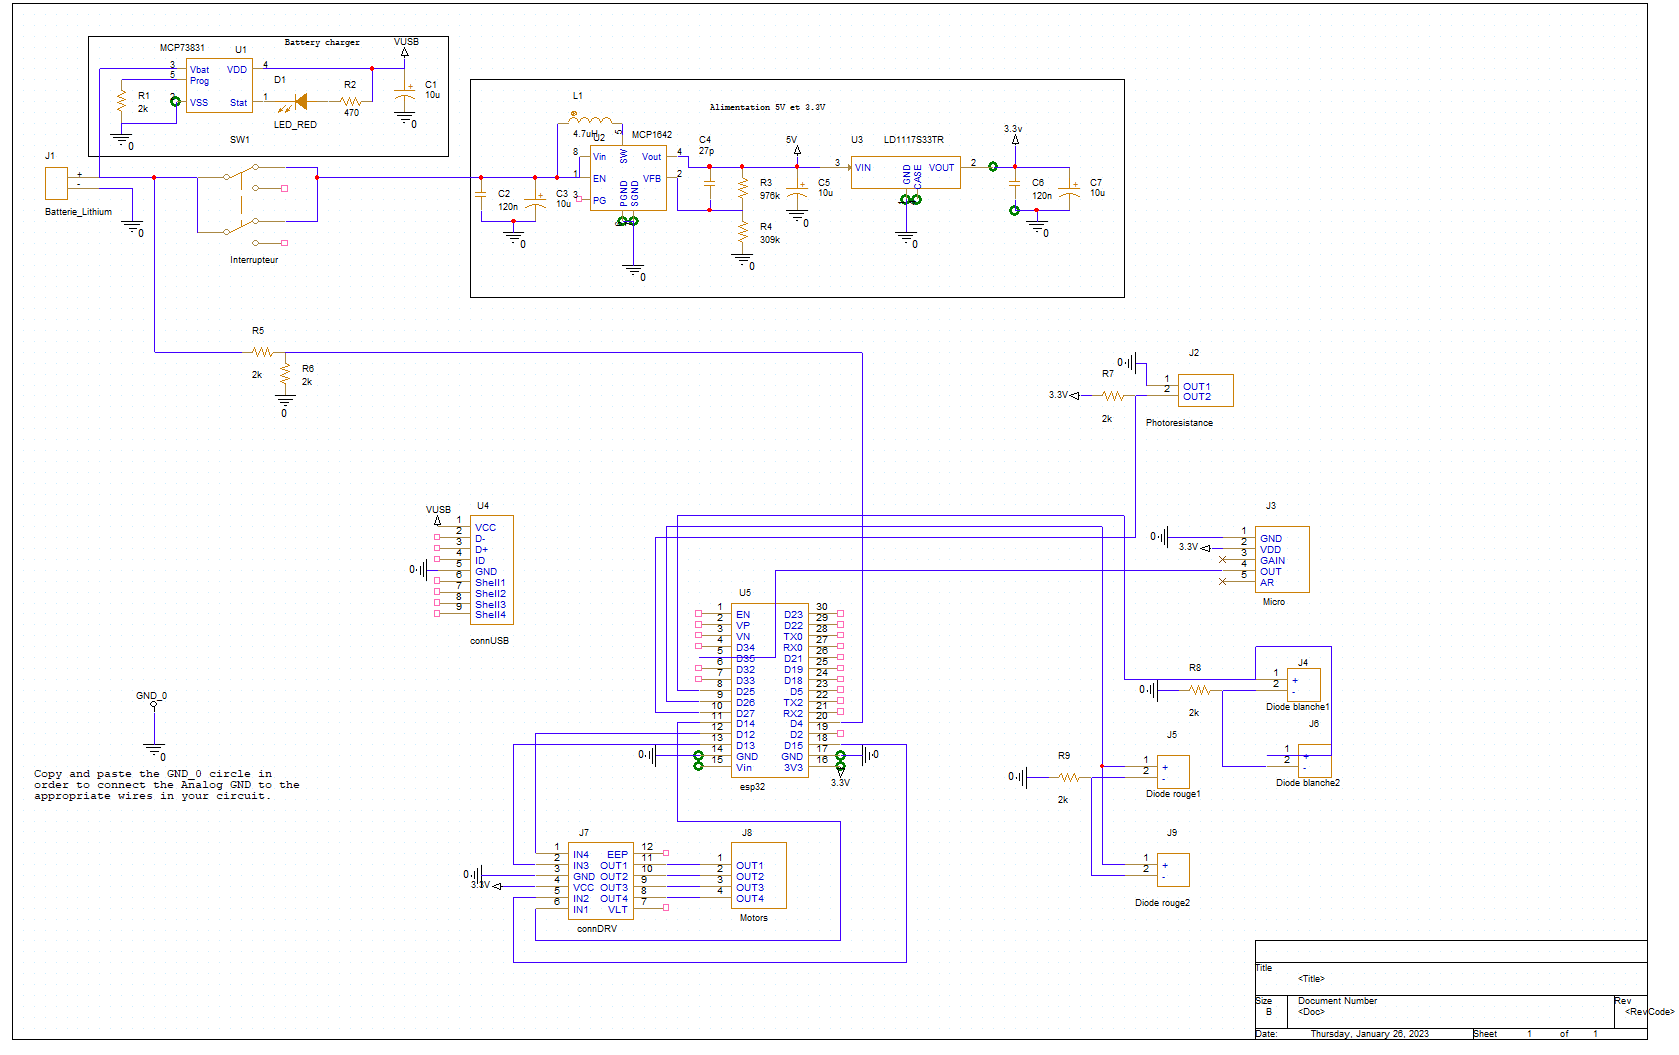 Battery charger
MCP73831
U1
VUSB
3
Vbat
VDD
4
5
Prog
2
VSS
Stat
1
D1
LED_RED
R1
2k
R2
470
C1
10u
0
0
J1
+
-
Batterie_Lithium
0
SW1
Interrupteur
Alimentation 5V et 3.3V
L1
4.7uH
U2
MCP1642
5
SW
8
Vin
Vout
4
1
EN
VFB
2
3
PG
PGND
SGND
C2
120n
C3
10u
0
0
C4
27p
R3
976k
R4
309k
0
5V
C5
10u
0
U3
LD1117S33TR
3
VIN
VOUT
2
GND
CASE
0
3.3v
C6
120n
C7
10u
0
R5
2k
R6
2k
0
J2
0
R7
3.3V
2k
1
OUT1
2
OUT2
Photoresistance
J3
0
3.3V
1
GND
2
VDD
3
GAIN
4
OUT
5
AR
Micro
VUSB
U4
1
VCC
2
D-
3
D+
4
ID
0
5
GND
6
Shell1
7
Shell2
8
Shell3
9
Shell4
connUSB
U5
1
EN
D23
30
2
VP
D22
29
3
VN
TX0
28
4
D34
RX0
27
5
D35
D21
26
6
D32
D19
25
7
D33
D18
24
8
D25
D5
23
9
D26
TX2
22
10
D27
RX2
21
11
D14
D4
20
12
D12
D2
19
13
D13
D15
18
14
GND
GND
17
15
Vin
3V3
16
0
0
3.3V
esp32
R8
0
2k
J4
1
+
2
-
Diode blanche1
J6
1
+
2
-
Diode blanche2
R9
0
2k
J5
1
+
2
-
Diode rouge1
J9
1
+
2
-
Diode rouge2
GND_0
0
Copy and paste the GND_0 circle in
order to connect the Analog GND to the
appropriate wires in your circuit.
J7
1
IN4
EEP
12
2
IN3
OUT1
11
3
GND
OUT2
10
4
VCC
OUT3
9
5
IN2
OUT4
8
6
IN1
VLT
7
0
3.3V
connDRV
J8
1
OUT1
2
OUT2
3
OUT3
4
OUT4
Motors
Title
<Title>
Size
Document Number
Rev
B
<Doc>
<RevCode>
Date:
Thursday, January 26, 2023
Sheet
1
of
1